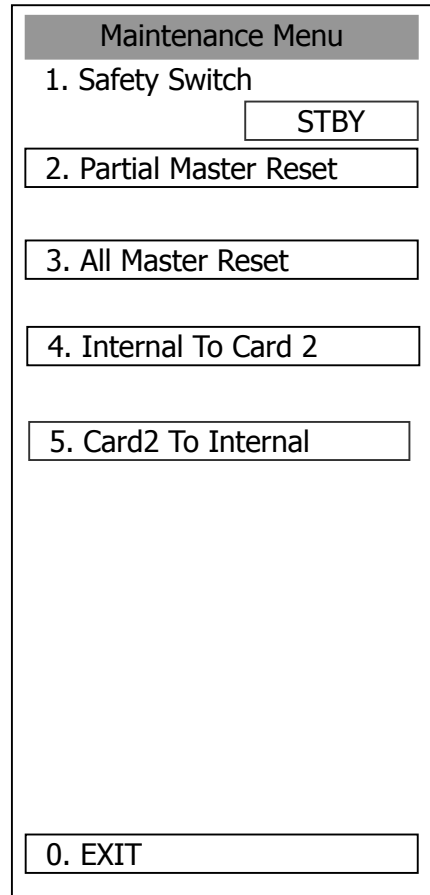 Maintenance Menu
1. Safety Switch
STBY
2. Partial Master Reset
3. All Master Reset
4. Internal To Card 2
5. Card2 To Internal
0. EXIT